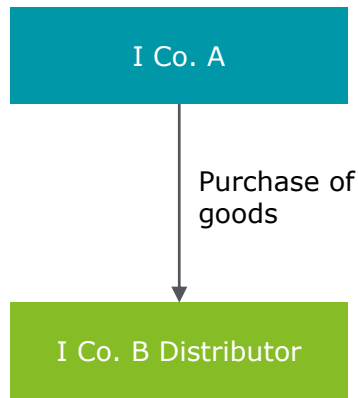 I Co. A
Purchase of
goods
I Co. B Distributor